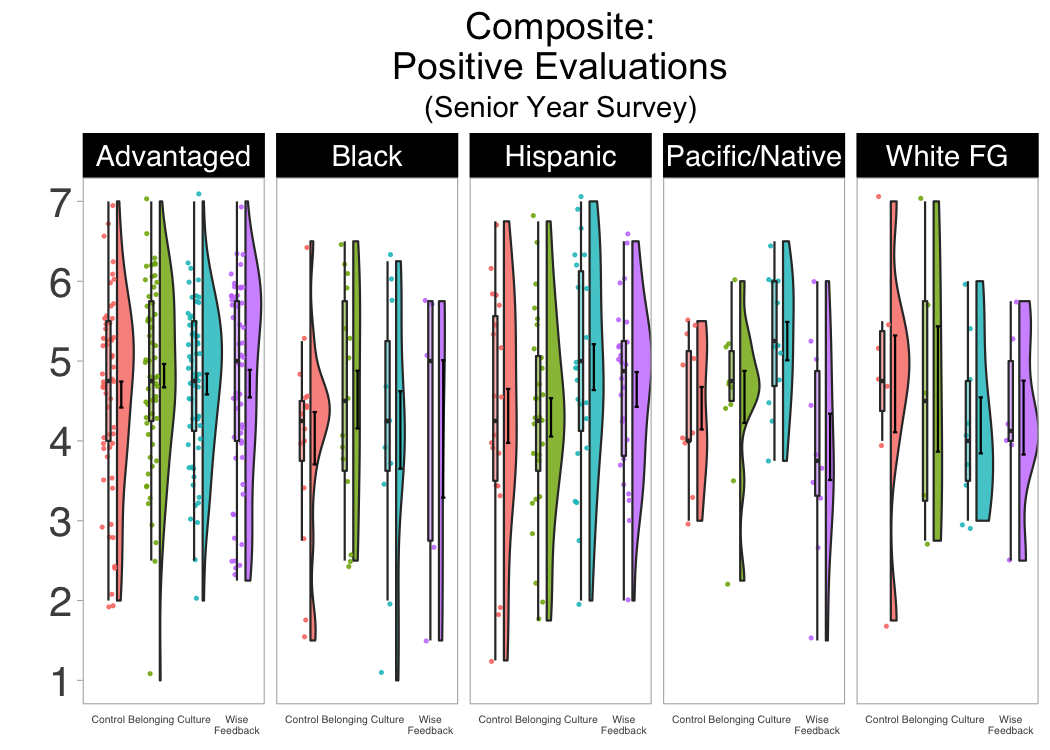 Composite:
Positive Evaluations
(Senior Year Survey)
Advantaged Black Hispanic Pacific/Native White FG
7
6
5
4
3
2
1
Control Belonging Culture Wise Feedback Control Belonging Culture Wise Feedback Control Belonging Culture Wise Feedback Control Belonging Culture Wise Feedback Control Belonging Culture Wise Feedback